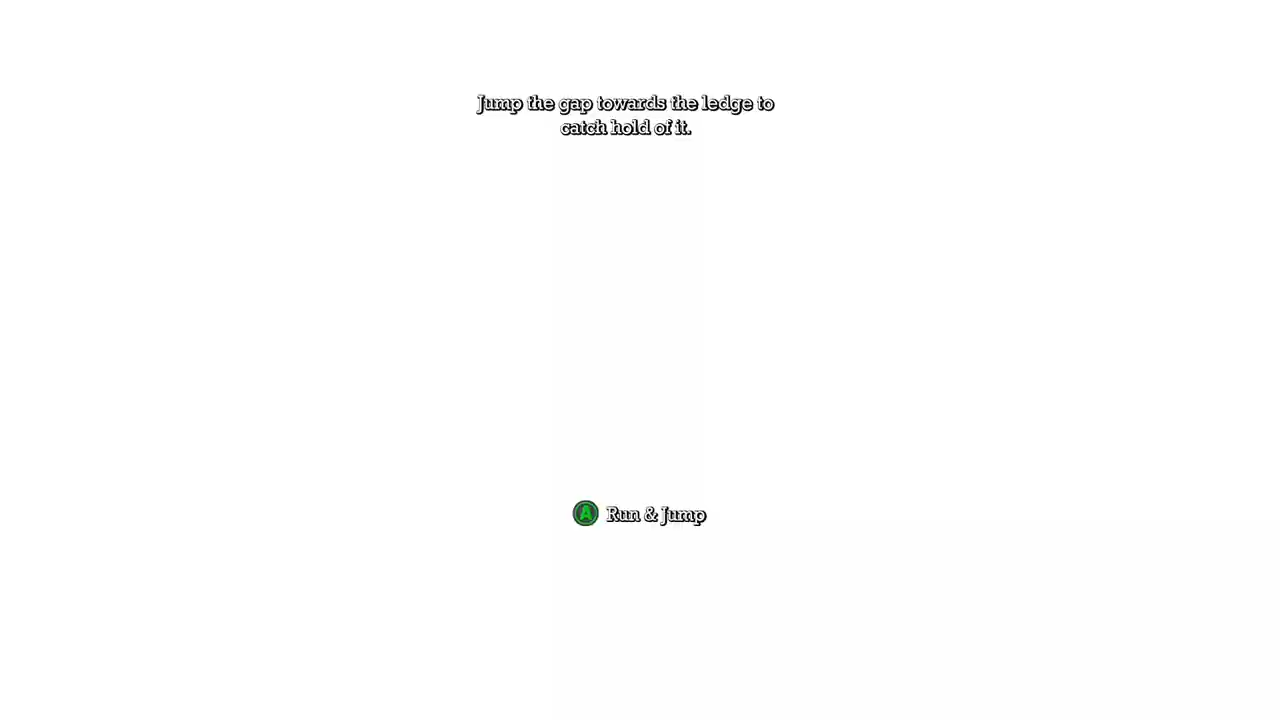 Jump the gap towards the ledge to
catch hold of it.
A Run & Jump